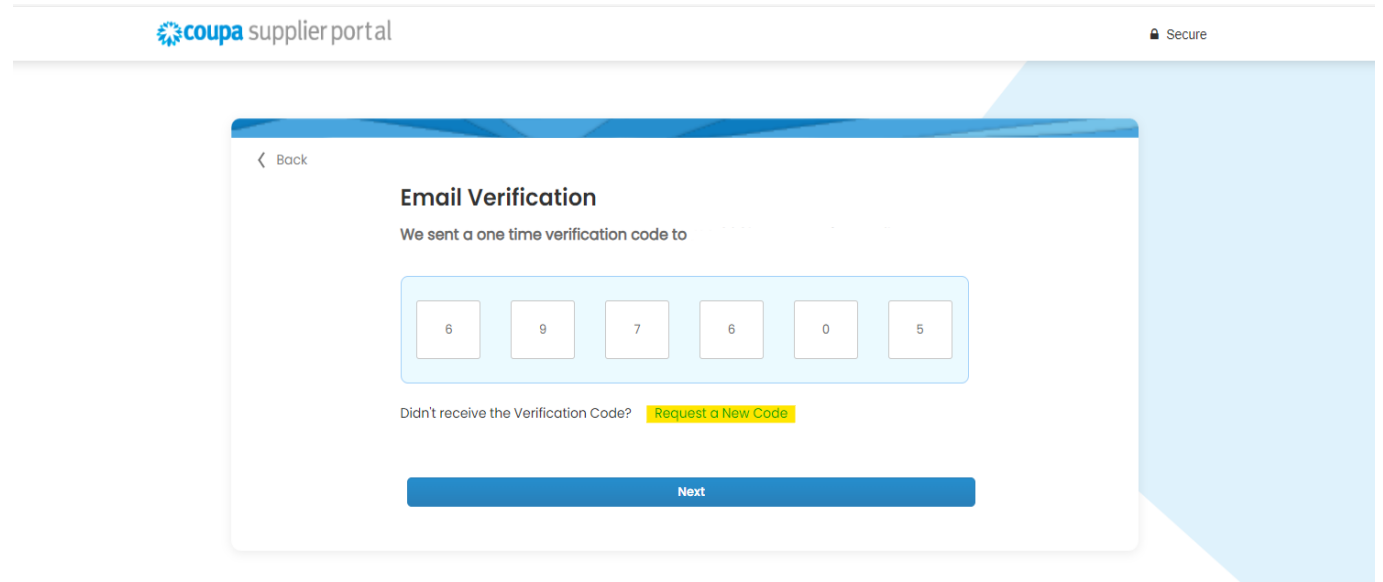 coupa supplier portal
Secure
Back
Email Verification
We sent a one time verification code to
6 9 7 6 0 5
Didn't receive the Verification Code? Request a New Code
Next